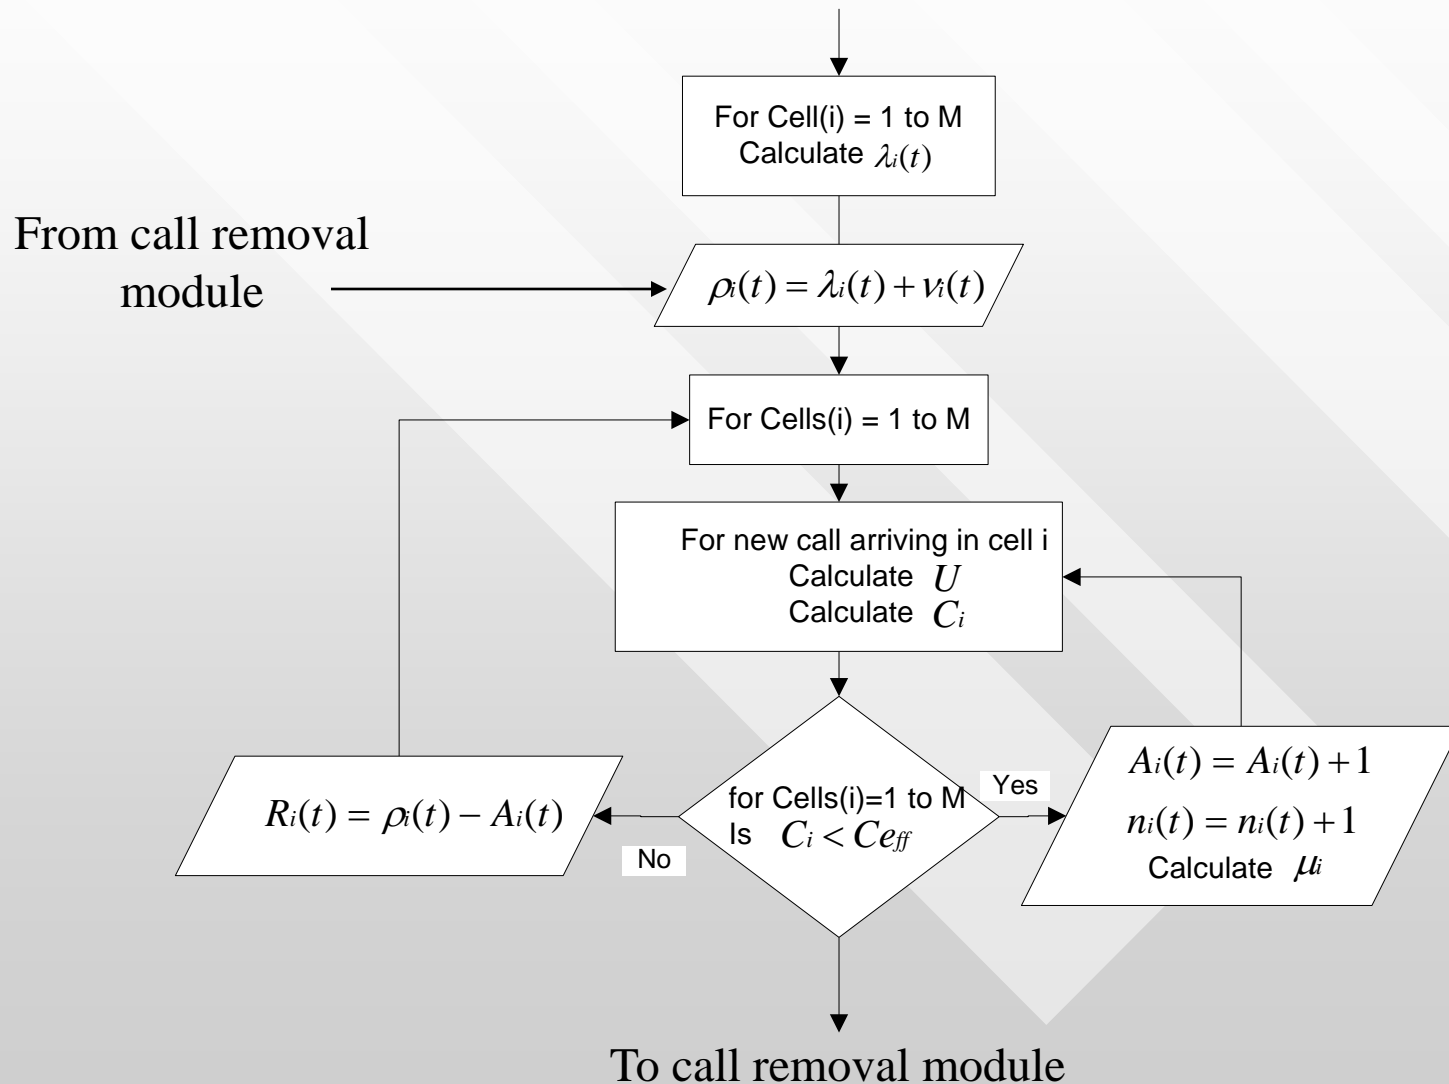 For Cell(i) = 1 to M
Calculate λi(t)
From call removal
module
ρi(t) = λi(t) + νi(t)
For Cells(i) = 1 to M
For new call arriving in cell i
Calculate U
Calculate Ci
for Cells(i)=1 to M
Is Ci < Ceff
Yes
No
Ai(t) = Ai(t) + 1
ni(t) = ni(t) + 1
Calculate μi
Ri(t) = ρi(t) − Ai(t)
To call removal module